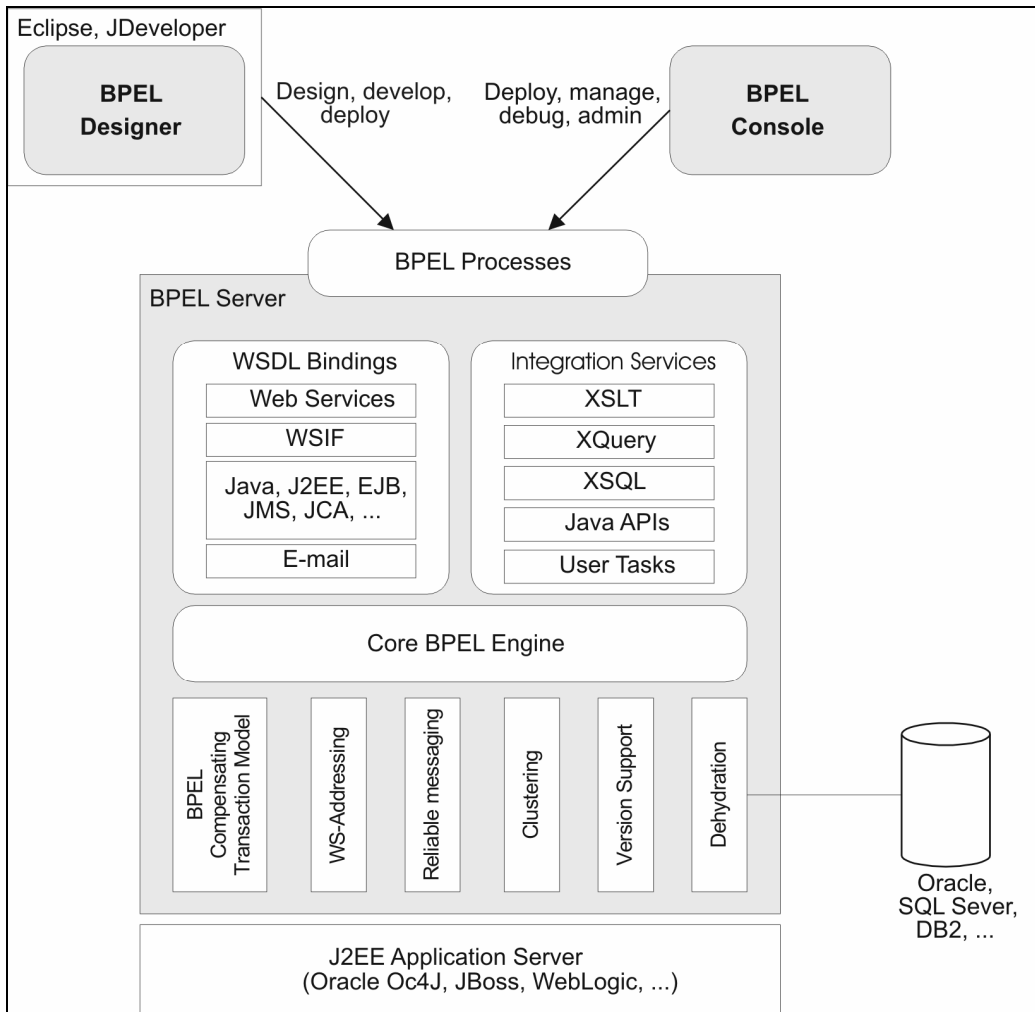 Eclipse, JDeveloper
BPEL
Designer
Design, develop,
deploy
Deploy, manage,
debug, admin
BPEL
Console
BPEL Processes
BPEL Server
WSDL Bindings
Web Services
WSIF
Java, J2EE, EJB,
JMS, JCA, ...
E-mail
Integration Services
XSLT
XQuery
XSQL
Java APIs
User Tasks
Core BPEL Engine
BPEL
Compensating
Transaction Model
WS-Addressing
Reliable messaging
Clustering
Version Support
Dehydration
Oracle,
SQL Sever,
DB2, ...
J2EE Application Server
(Oracle Oc4J, JBoss, WebLogic, ...)